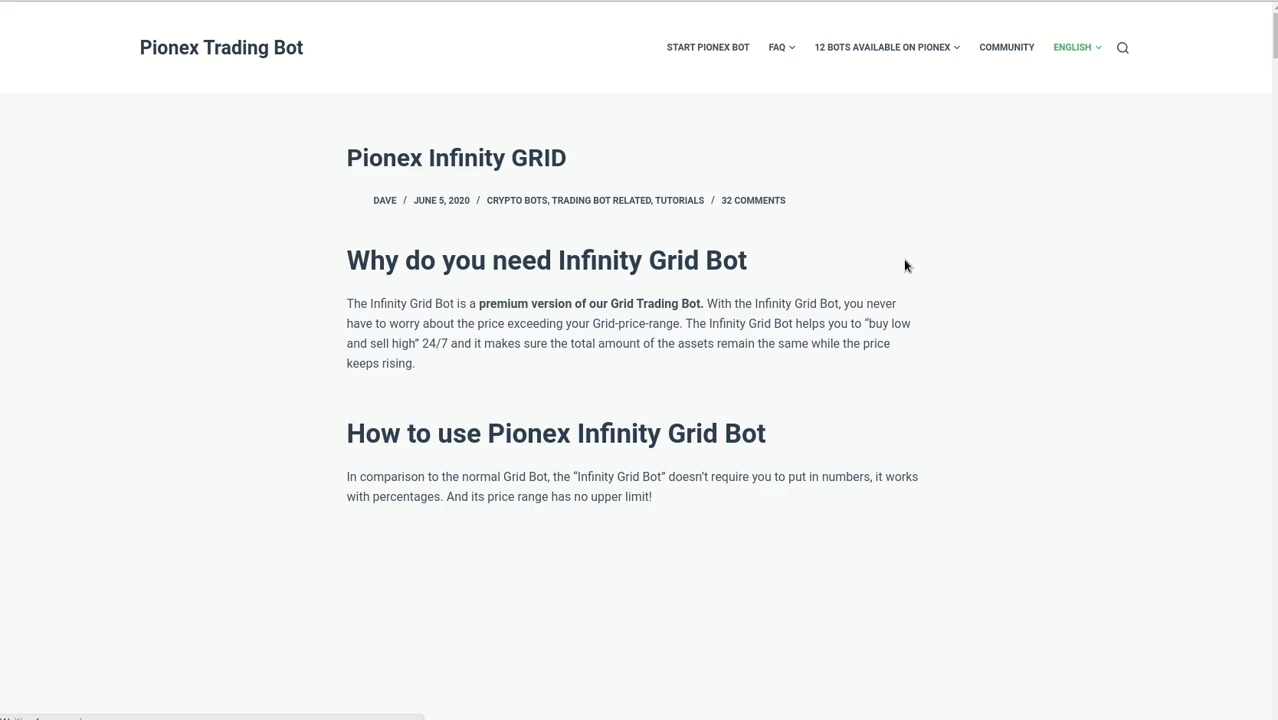 Pionex Trading Bot
START PIONEX BOT FAQ 12 BOTS AVAILABLE ON PIONEX COMMUNITY ENGLISH
Pionex Infinity GRID
DAVE / JUNE 5, 2020 / CRYPTO BOTS, TRADING BOT RELATED, TUTORIALS / 32 COMMENTS
Why do you need Infinity Grid Bot
The Infinity Grid Bot is a premium version of our Grid Trading Bot. With the Infinity Grid Bot, you never
have to worry about the price exceeding your Grid-price-range. The Infinity Grid Bot helps you to “buy low
and sell high” 24/7 and it makes sure the total amount of the assets remain the same while the price
keeps rising.
How to use Pionex Infinity Grid Bot
In comparison to the normal Grid Bot, the “Infinity Grid Bot” doesn’t require you to put in numbers, it works
with percentages. And its price range has no upper limit!